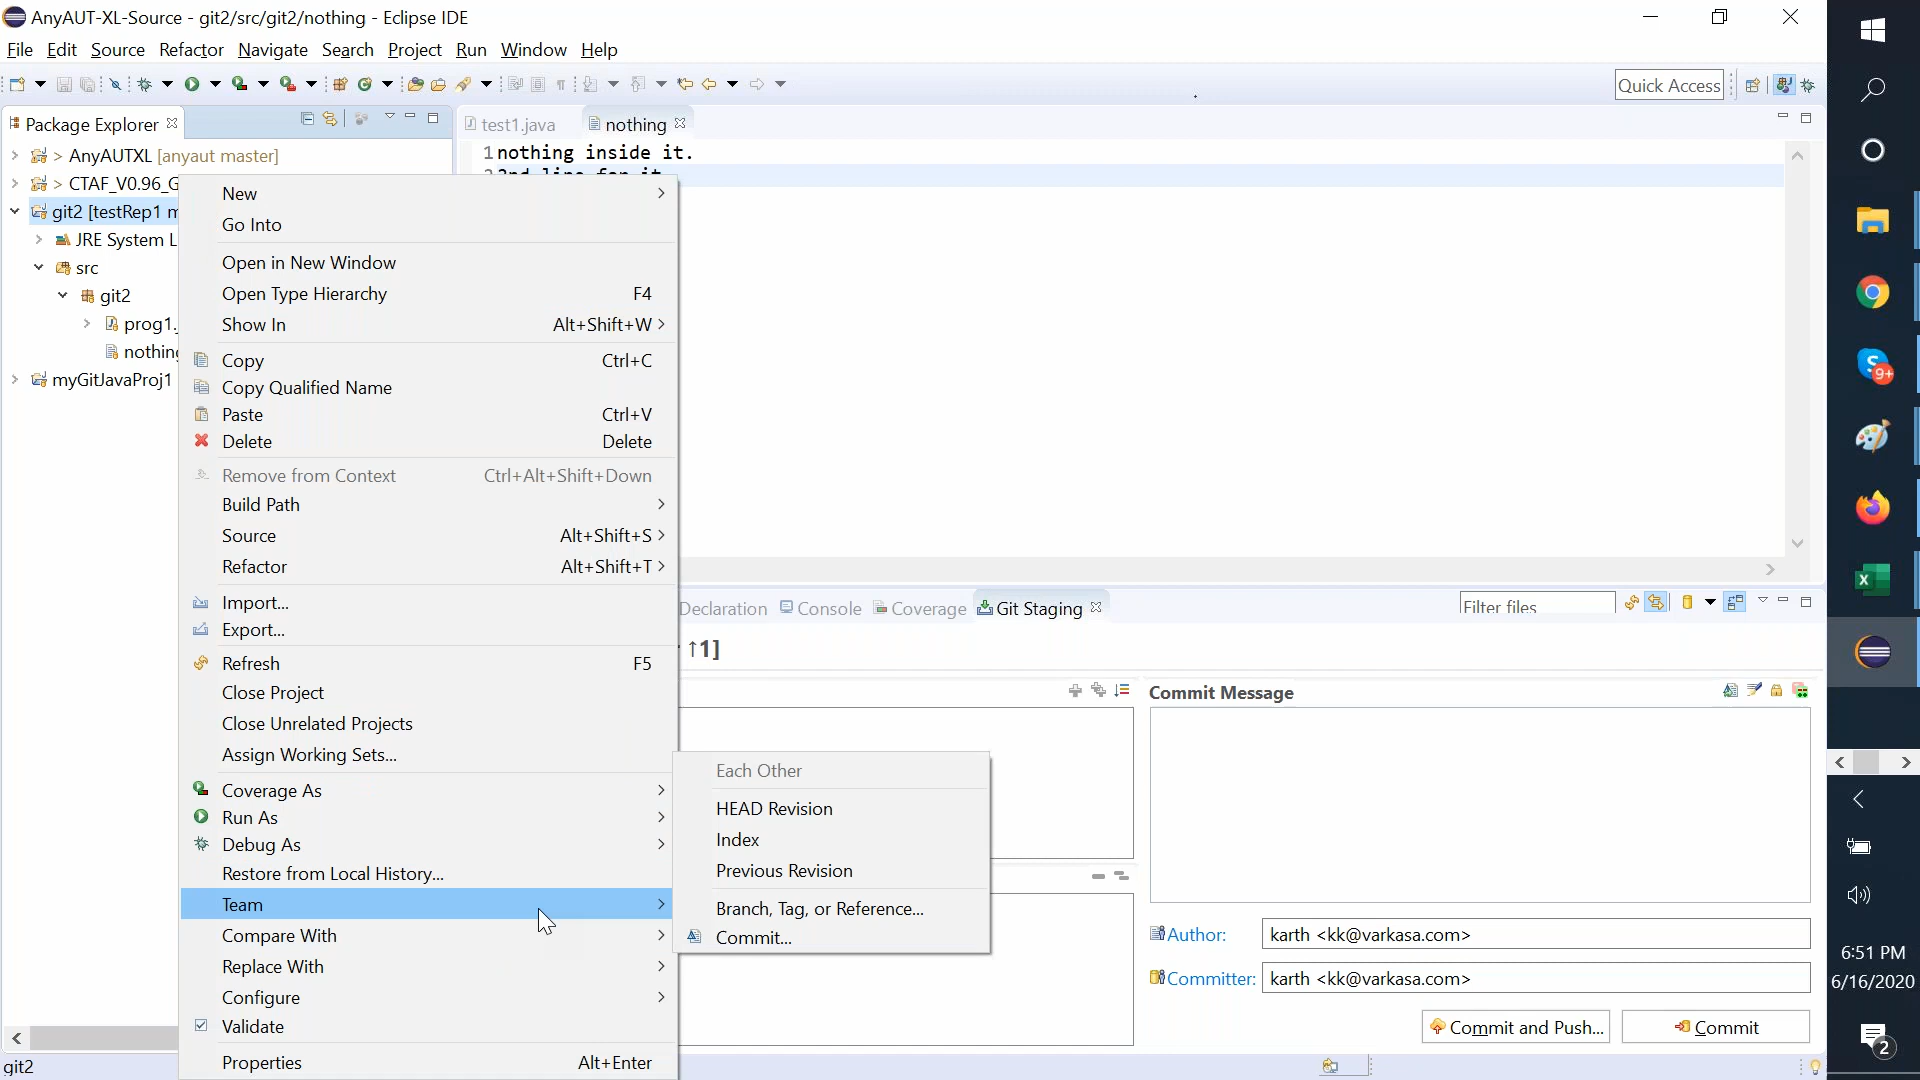 AnyAUT-XL-Source - git2/src/git2/nothing - Eclipse IDE
File Edit Source Refactor Navigate Search Project Run Window Help
Quick Access
Package Explorer
test1.java
nothing
> AnyAUTXL [anyaut master]
> CTAF_V0.96_G
git2 [testRep1 m
JRE System L
src
git2
prog1.
nothing
myGitJavaProj1
1 nothing inside it.
2 2nd line for it
New
Go Into
Open in New Window
Open Type Hierarchy F4
Show In Alt+Shift+W
Copy Ctrl+C
Copy Qualified Name
Paste Ctrl+V
Delete Delete
Remove from Context Ctrl+Alt+Shift+Down
Build Path
Source Alt+Shift+S
Refactor Alt+Shift+T
Import...
Export...
Refresh F5
Close Project
Close Unrelated Projects
Assign Working Sets...
Coverage As
Run As
Debug As
Restore from Local History...
Team
Compare With
Replace With
Configure
Validate
Properties Alt+Enter
Each Other
HEAD Revision
Index
Previous Revision
Branch, Tag, or Reference...
Commit...
Declaration Console Coverage Git Staging
Filter files
↑1]
Commit Message
Author: karth <kk@varkasa.com>
Committer: karth <kk@varkasa.com>
Commit and Push... Commit
git2
9+
6:51 PM
6/16/2020
2